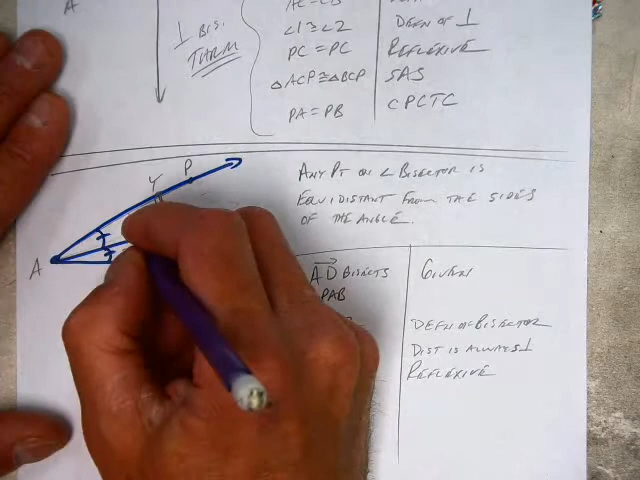 A
⊥ BIS.
THRM
∠1≅∠2
PC = PC
△ACP≅△BCP
PA = PB
DEFN OF ⊥
REFLEXIVE
SAS
CPCTC
Y P
A
ANY PT ON ∠ BISECTOR IS
EQUIDISTANT FROM THE SIDES
OF THE ANGLE.
AD BISECTS
PAB
GIVEN
DEFN OF BISECTOR
DIST IS ALWAYS ⊥
REFLEXIVE